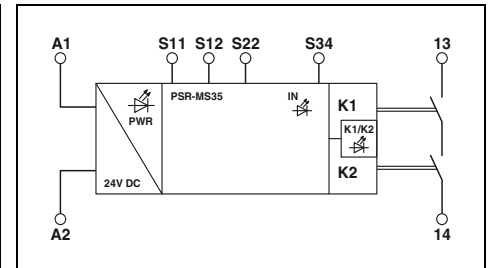 A1 S11 S12 S22 S34 13
PSR-MS35 IN K1
PWR K1/K2
K2
24V DC
A2 14